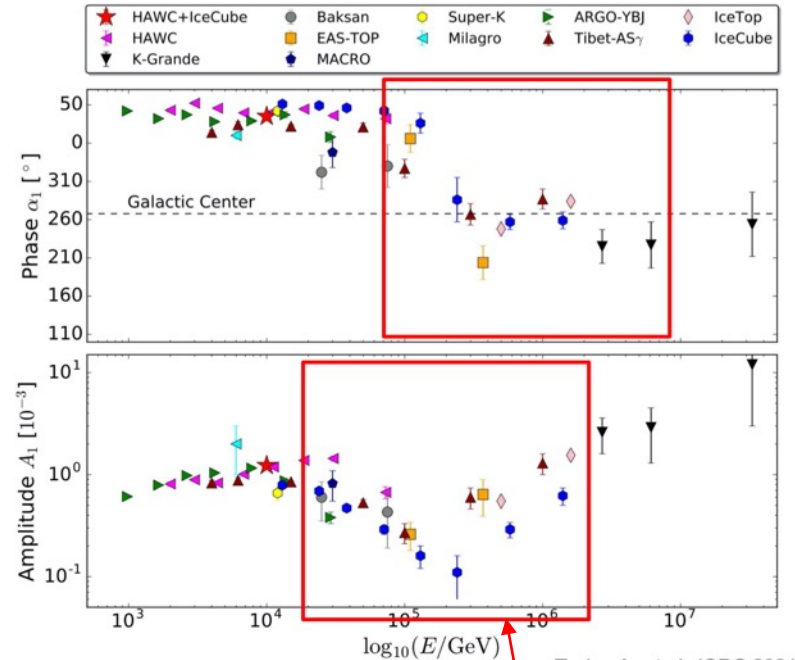 HAWC+IceCube Baksan Super-K ARGO-YBJ IceTop
HAWC EAS-TOP Milagro Tibet-ASγ IceCube
K-Grande MACRO
Phase α₁ [°]
50
0
310
260
210
160
110
Galactic Center
Amplitude A₁ [10⁻³]
10¹
10⁰
10⁻¹
10³ 10⁴ 10⁵ 10⁶ 10⁷
log₁₀(E/GeV)